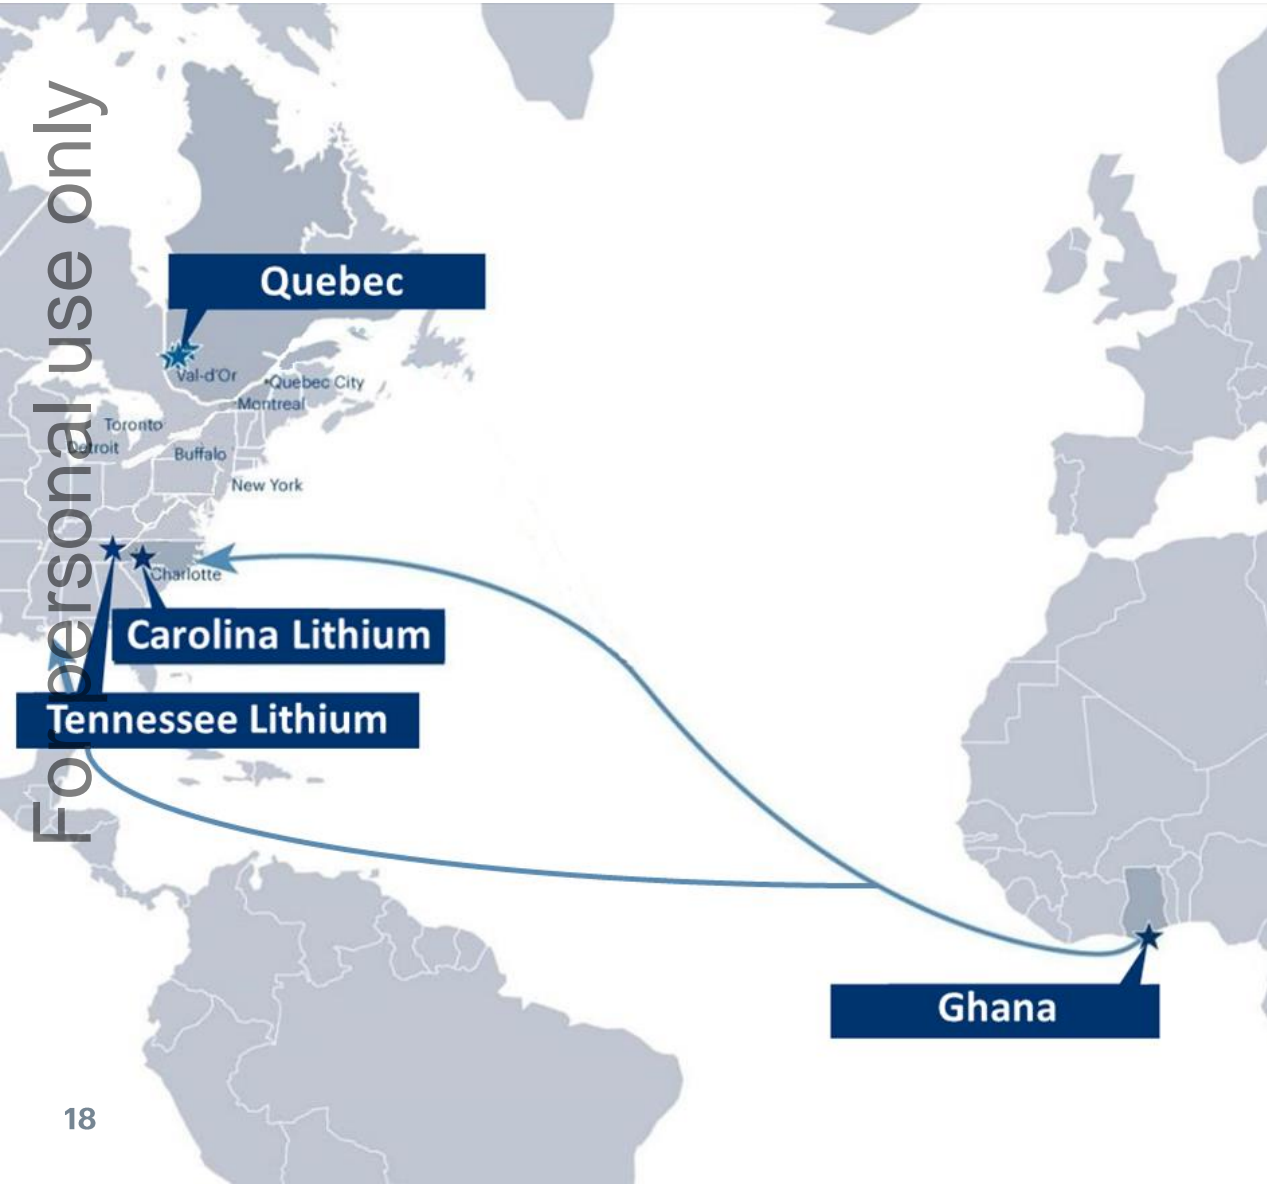 For personal use only
Quebec
Val-d'Or
Quebec City
Montreal
Toronto
Detroit
Buffalo
New York
Charlotte
Carolina Lithium
Tennessee Lithium
Ghana
18